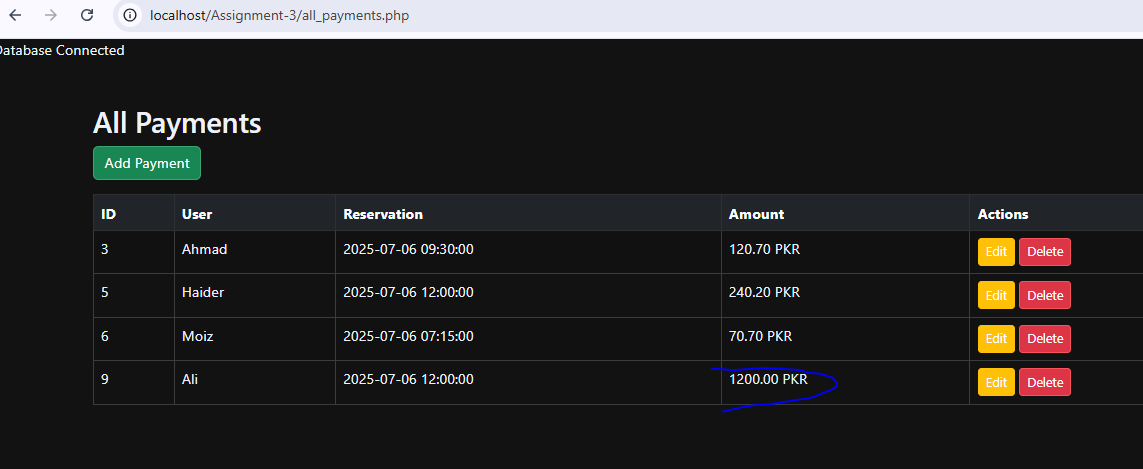 localhost/Assignment-3/all_payments.php
Database Connected
All Payments
Add Payment
ID User Reservation Amount Actions
3 Ahmad 2025-07-06 09:30:00 120.70 PKR Edit Delete
5 Haider 2025-07-06 12:00:00 240.20 PKR Edit Delete
6 Moiz 2025-07-06 07:15:00 70.70 PKR Edit Delete
9 Ali 2025-07-06 12:00:00 1200.00 PKR Edit Delete